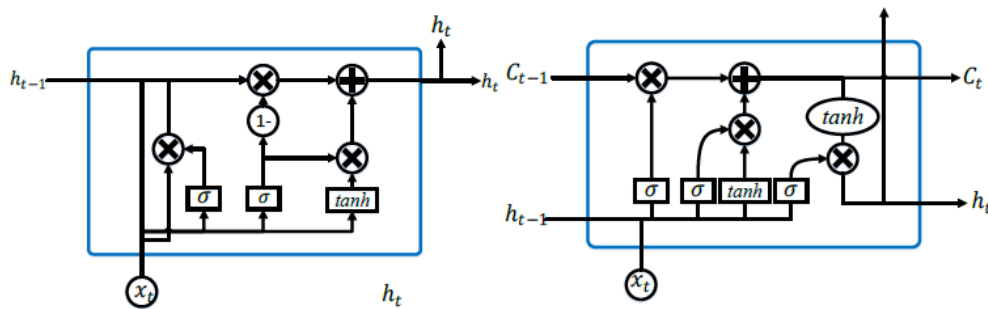 h_t
h_{t-1}
h_t
1-
σ
σ
tanh
x_t
h_t
C_{t-1}
C_t
tanh
σ
σ
tanh
σ
h_{t-1}
h_t
x_t